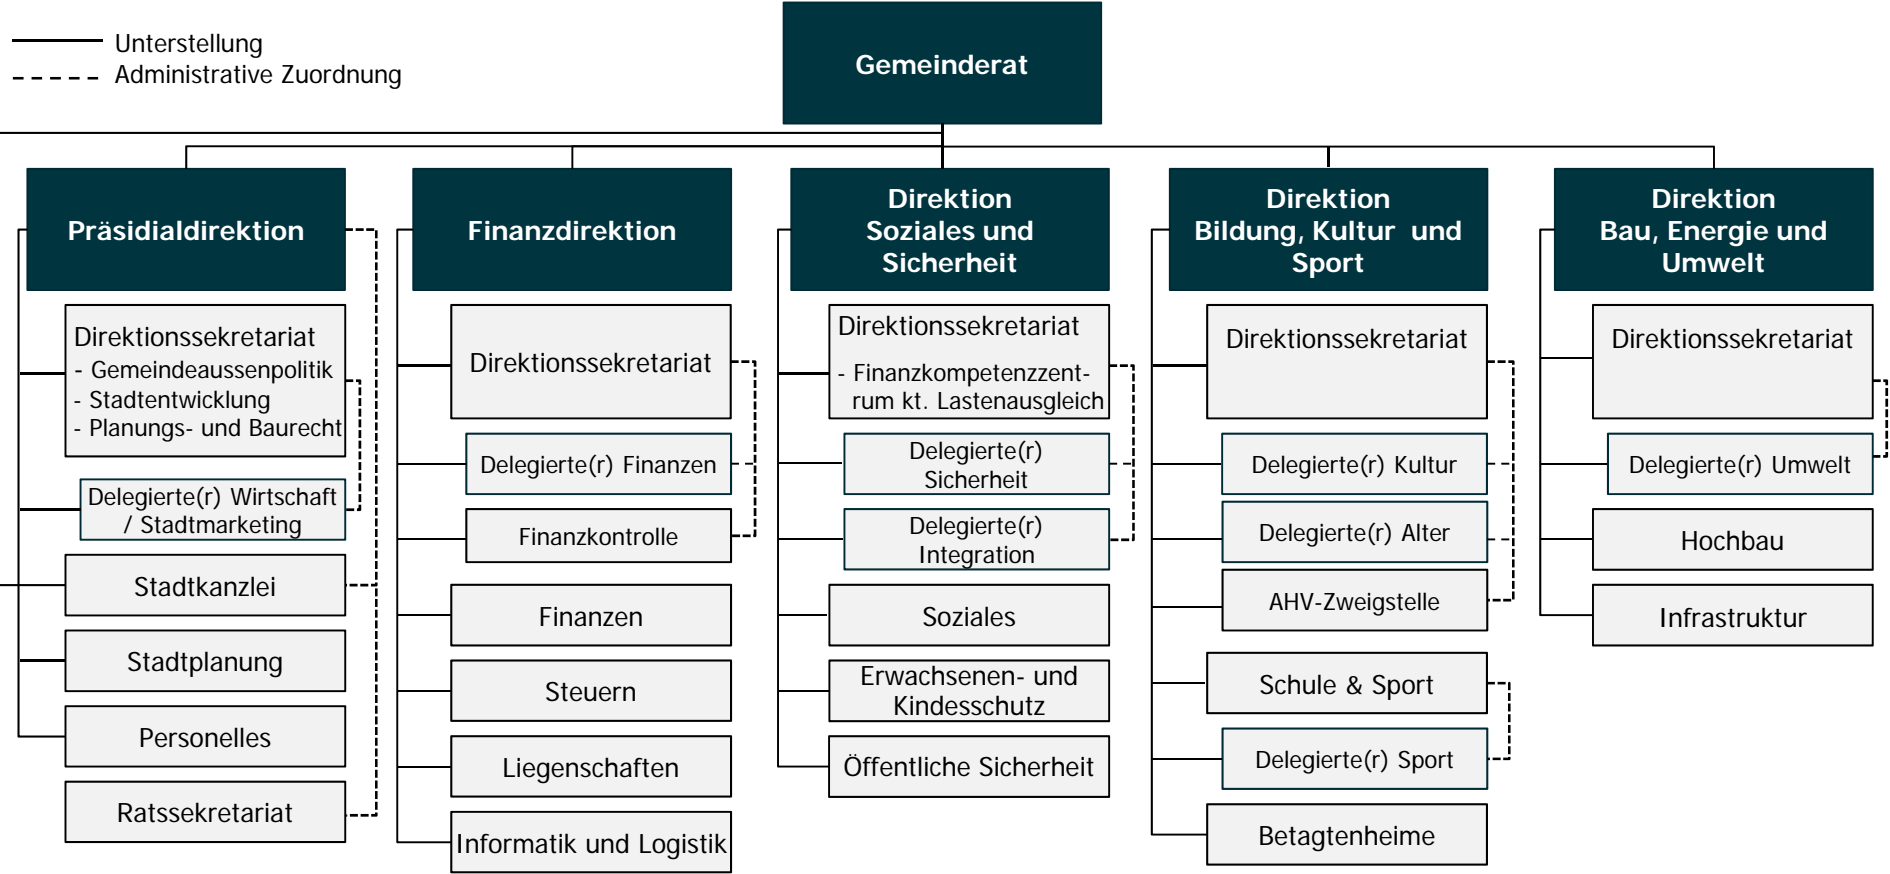 Unterstellung
Administrative Zuordnung
Gemeinderat
Präsidialdirektion
Direktionssekretariat
- Gemeindeaussenpolitik
- Stadtentwicklung
- Planungs- und Baurecht
Delegierte(r) Wirtschaft
/ Stadtmarketing
Stadtkanzlei
Stadtplanung
Personelles
Ratssekretariat
Finanzdirektion
Direktionssekretariat
Delegierte(r) Finanzen
Finanzkontrolle
Finanzen
Steuern
Liegenschaften
Informatik und Logistik
Direktion
Soziales und
Sicherheit
Direktionssekretariat
- Finanzkompetenzzent-
rum kt. Lastenausgleich
Delegierte(r)
Sicherheit
Delegierte(r)
Integration
Soziales
Erwachsenen- und
Kindesschutz
Öffentliche Sicherheit
Direktion
Bildung, Kultur und
Sport
Direktionssekretariat
Delegierte(r) Kultur
Delegierte(r) Alter
AHV-Zweigstelle
Schule & Sport
Delegierte(r) Sport
Betagtenheime
Direktion
Bau, Energie und
Umwelt
Direktionssekretariat
Delegierte(r) Umwelt
Hochbau
Infrastruktur